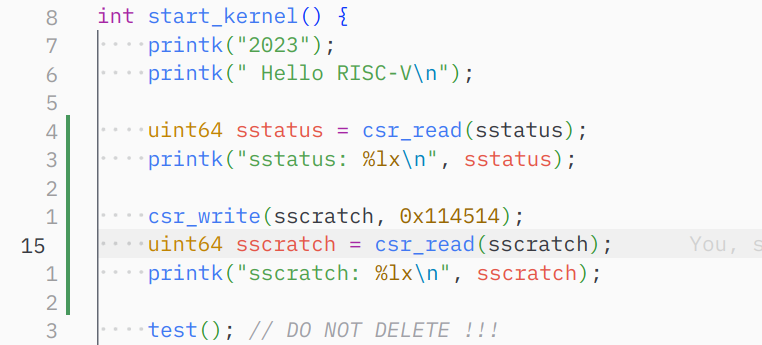 8 int start_kernel() {
7 printk("2023");
6 printk(" Hello RISC-V\n");
5
4 uint64 sstatus = csr_read(sstatus);
3 printk("sstatus: %lx\n", sstatus);
2
1 csr_write(sscratch, 0x114514);
15 uint64 sscratch = csr_read(sscratch); You, s
1 printk("sscratch: %lx\n", sscratch);
2
3 test(); // DO NOT DELETE !!!